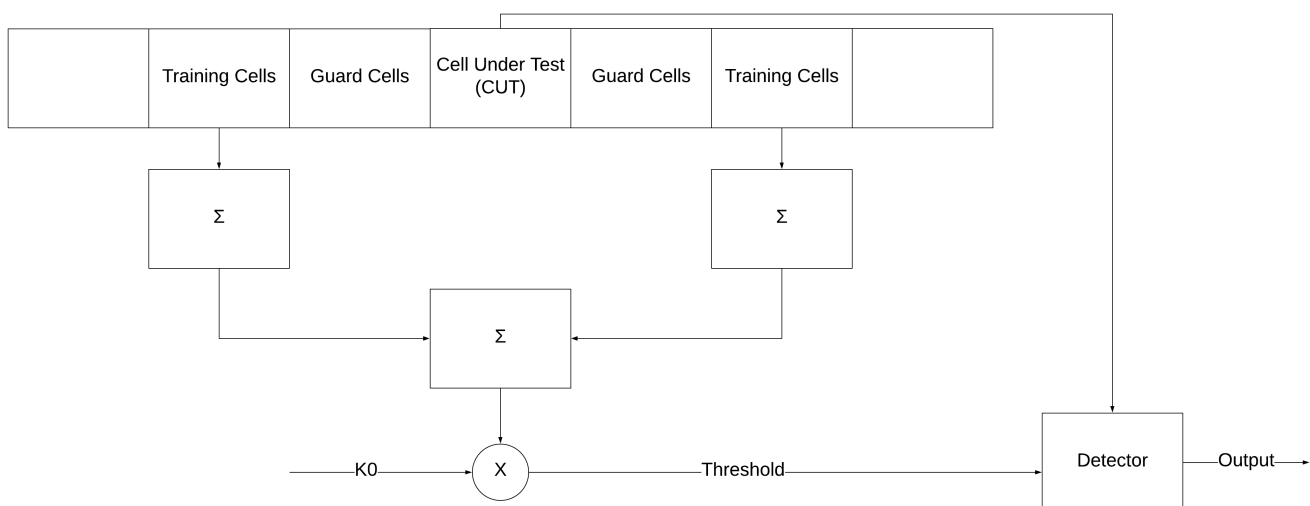 Training Cells
Guard Cells
Cell Under Test
(CUT)
Guard Cells
Training Cells
Σ
Σ
Σ
K0
X
Threshold
Detector
Output